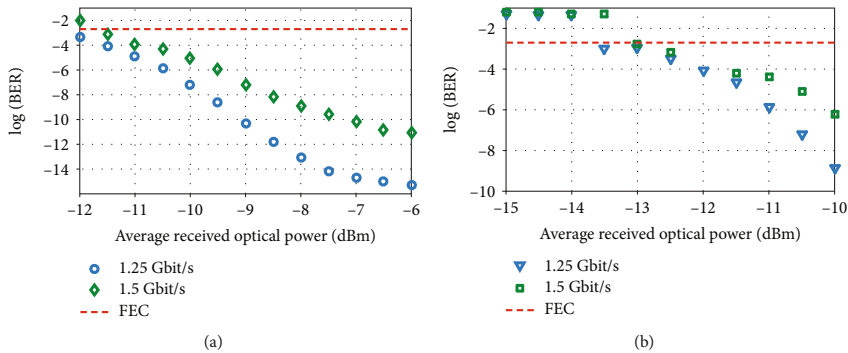 −2
−4
−6
−8
−10
−12
−14
log (BER)
−12 −11 −10 −9 −8 −7 −6
Average received optical power (dBm)
1.25 Gbit/s
1.5 Gbit/s
FEC
(a)
−2
−4
−6
−8
−10
log (BER)
−15 −14 −13 −12 −11 −10
Average received optical power (dBm)
1.25 Gbit/s
1.5 Gbit/s
FEC
(b)